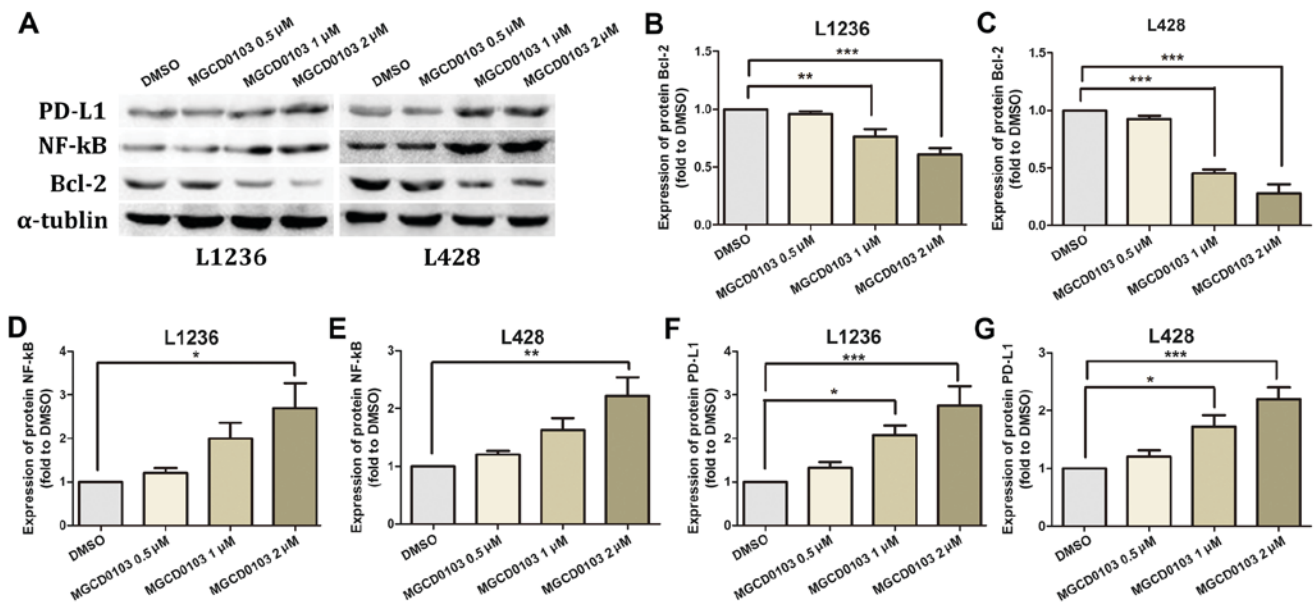 A
DMSO
MGCD0103 0.5 µM
MGCD0103 1 µM
MGCD0103 2 µM
DMSO
MGCD0103 0.5 µM
MGCD0103 1 µM
MGCD0103 2 µM
PD-L1
NF-kB
Bcl-2
α-tublin
L1236
L428
B
L1236
Expression of protein Bcl-2
(fold to DMSO)
1.5
1.0
0.5
0.0
**
***
DMSO
MGCD0103 0.5 µM
MGCD0103 1 µM
MGCD0103 2 µM
C
L428
Expression of protein Bcl-2
(fold to DMSO)
1.5
1.0
0.5
0.0
***
***
DMSO
MGCD0103 0.5 µM
MGCD0103 1 µM
MGCD0103 2 µM
D
L1236
Expression of protein NF-kB
(fold to DMSO)
4
3
2
1
0
*
DMSO
MGCD0103 0.5 µM
MGCD0103 1 µM
MGCD0103 2 µM
E
L428
Expression of protein NF-kB
(fold to DMSO)
3
2
1
0
**
DMSO
MGCD0103 0.5 µM
MGCD0103 1 µM
MGCD0103 2 µM
F
L1236
Expression of protein PD-L1
(fold to DMSO)
4
3
2
1
0
***
*
DMSO
MGCD0103 0.5 µM
MGCD0103 1 µM
MGCD0103 2 µM
G
L428
Expression of protein PD-L1
(fold to DMSO)
3
2
1
0
***
*
DMSO
MGCD0103 0.5 µM
MGCD0103 1 µM
MGCD0103 2 µM